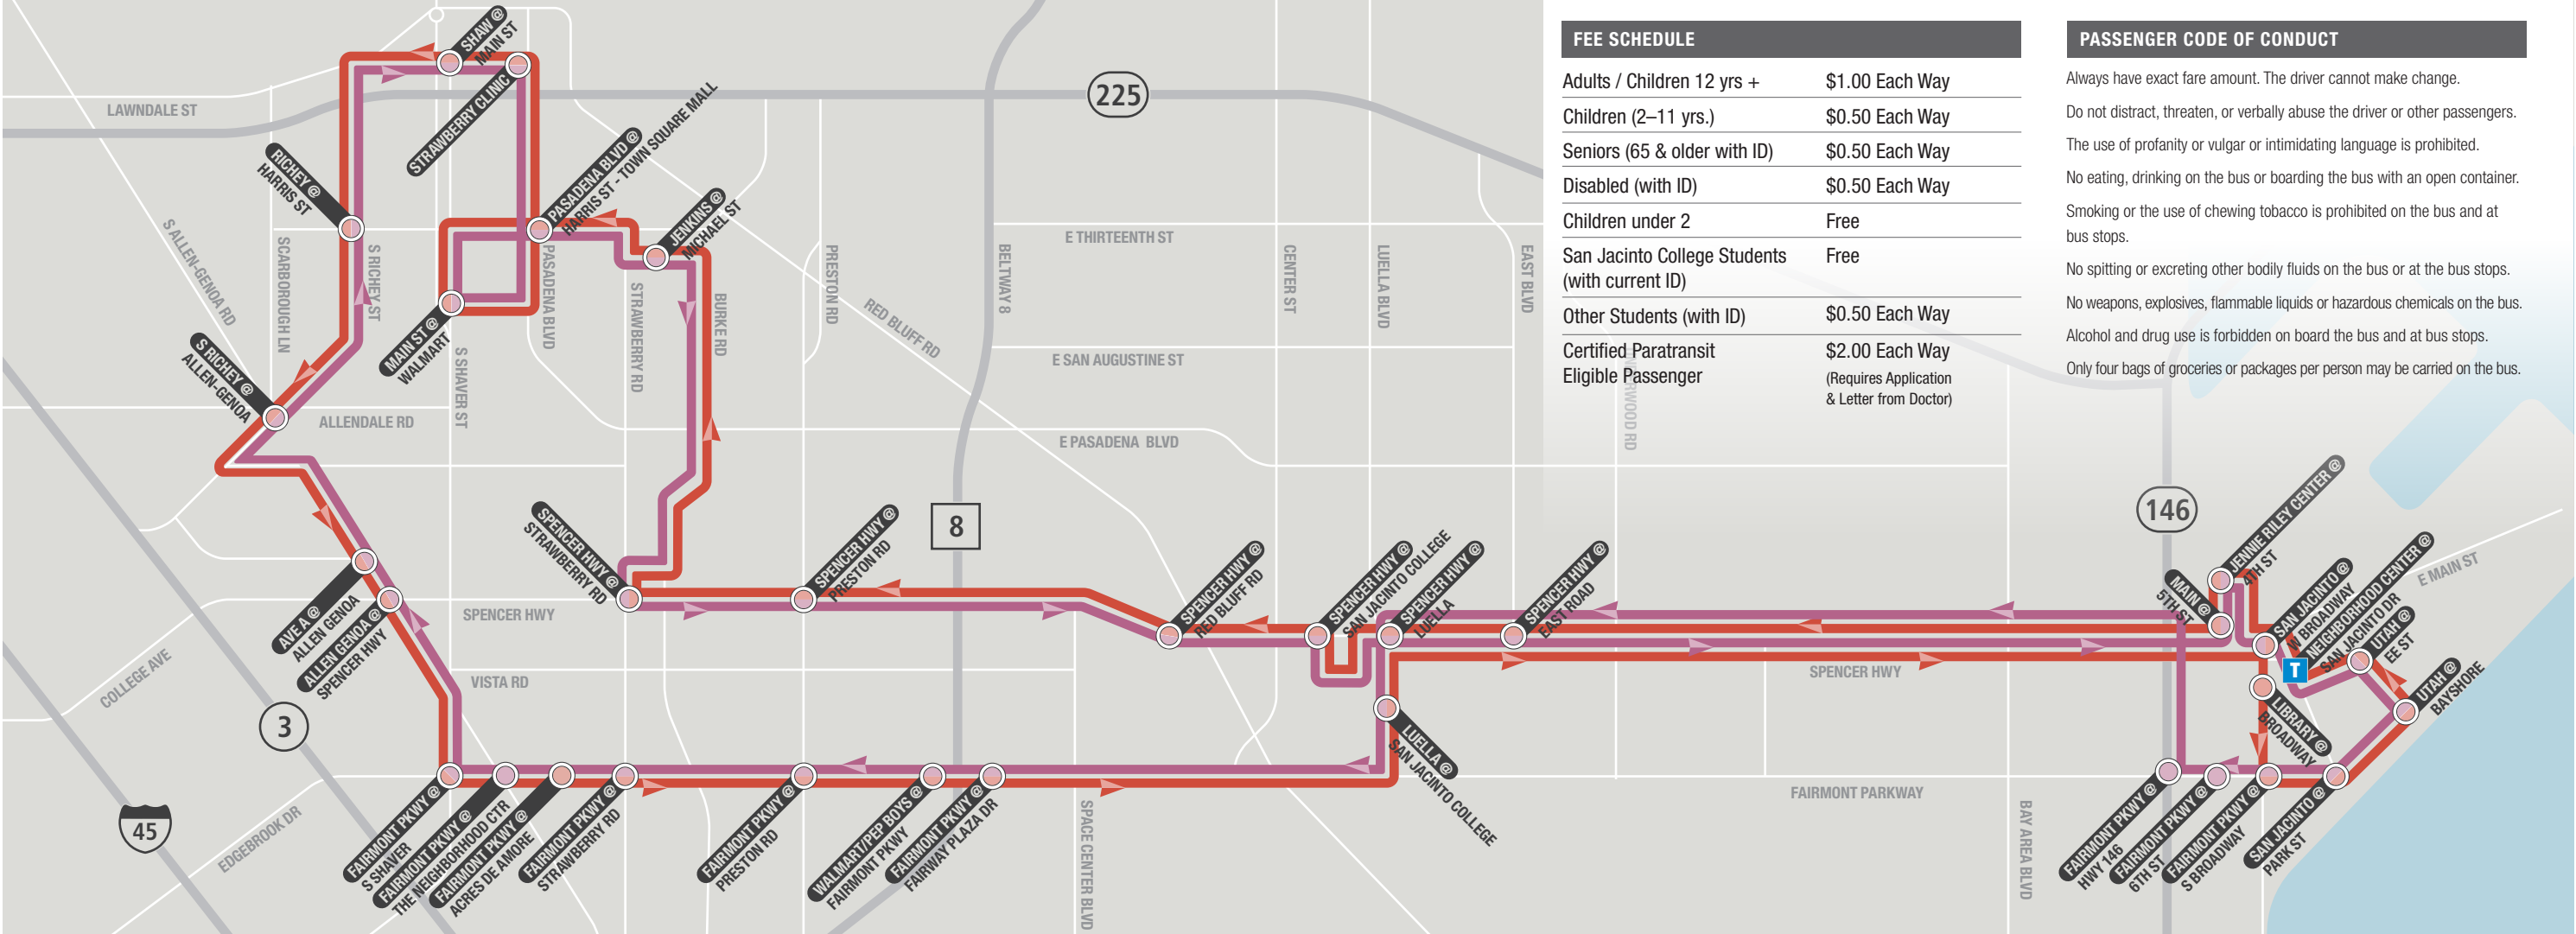 SHAW @
MAIN ST
STRAWBERRY CLINIC
LAWNDALE ST
225
RICHEY @
HARRIS ST
PASADENA BLVD @
HARRIS ST - TOWN SQUARE MALL
JENKINS @
MICHAEL ST
S ALLEN-GENOA RD
SCARBOROUGH LN
S RICHEY ST
MAIN ST @
WALMART
S SHAVER ST
PASADENA BLVD
STRAWBERRY RD
BURKE RD
PRESTON RD
RED BLUFF RD
BELTWAY 8
E THIRTEENTH ST
CENTER ST
LUELLA BLVD
EAST BLVD
E SAN AUGUSTINE ST
S RICHEY @
ALLEN-GENOA
ALLENDALE RD
E PASADENA BLVD
FEE SCHEDULE
Adults / Children 12 yrs + $1.00 Each Way
Children (2–11 yrs.) $0.50 Each Way
Seniors (65 & older with ID) $0.50 Each Way
Disabled (with ID) $0.50 Each Way
Children under 2 Free
San Jacinto College Students Free
(with current ID)
Other Students (with ID) $0.50 Each Way
Certified Paratransit $2.00 Each Way
Eligible Passenger
(Requires Application
& Letter from Doctor)
PASSENGER CODE OF CONDUCT
Always have exact fare amount. The driver cannot make change.
Do not distract, threaten, or verbally abuse the driver or other passengers.
The use of profanity or vulgar or intimidating language is prohibited.
No eating, drinking on the bus or boarding the bus with an open container.
Smoking or the use of chewing tobacco is prohibited on the bus and at
bus stops.
No spitting or excreting other bodily fluids on the bus or at the bus stops.
No weapons, explosives, flammable liquids or hazardous chemicals on the bus.
Alcohol and drug use is forbidden on board the bus and at bus stops.
Only four bags of groceries or packages per person may be carried on the bus.
8
146
AVE A @
ALLEN GENOA
ALLEN GENOA @
SPENCER HWY
SPENCER HWY
SPENCER HWY @
STRAWBERRY RD
SPENCER HWY @
PRESTON RD
SPENCER HWY @
RED BLUFF RD
SPENCER HWY @
SAN JACINTO COLLEGE
SPENCER HWY @
LUELLA
SPENCER HWY @
EAST ROAD
JENNIE RILEY CENTER @
4TH ST
MAIN @
5TH ST
SAN JACINTO @
W BROADWAY
NEIGHBORHOOD CENTER @
SAN JACINTO DR
UTAH @
EE ST
UTAH @
BAYSHORE
E MAIN ST
T
LIBRARY @
BROADWAY
COLLEGE AVE
VISTA RD
SPENCER HWY
3
45
EDGEBROOK DR
LUELLA @
SAN JACINTO COLLEGE
FAIRMONT PARKWAY
SPACE CENTER BLVD
BAY AREA BLVD
FAIRMONT PKWY @
S SHAVER
FAIRMONT PKWY @
THE NEIGHBORHOOD CTR
FAIRMONT PKWY @
ACRES DE AMORE
FAIRMONT PKWY @
STRAWBERRY RD
FAIRMONT PKWY @
PRESTON RD
WALMART/PEP BOYS @
FAIRMONT PKWY
FAIRMONT PKWY @
FAIRWAY PLAZA DR
FAIRMONT PKWY @
HWY 146
FAIRMONT PKWY @
6TH ST
FAIRMONT PKWY @
S BROADWAY
SAN JACINTO @
PARK ST